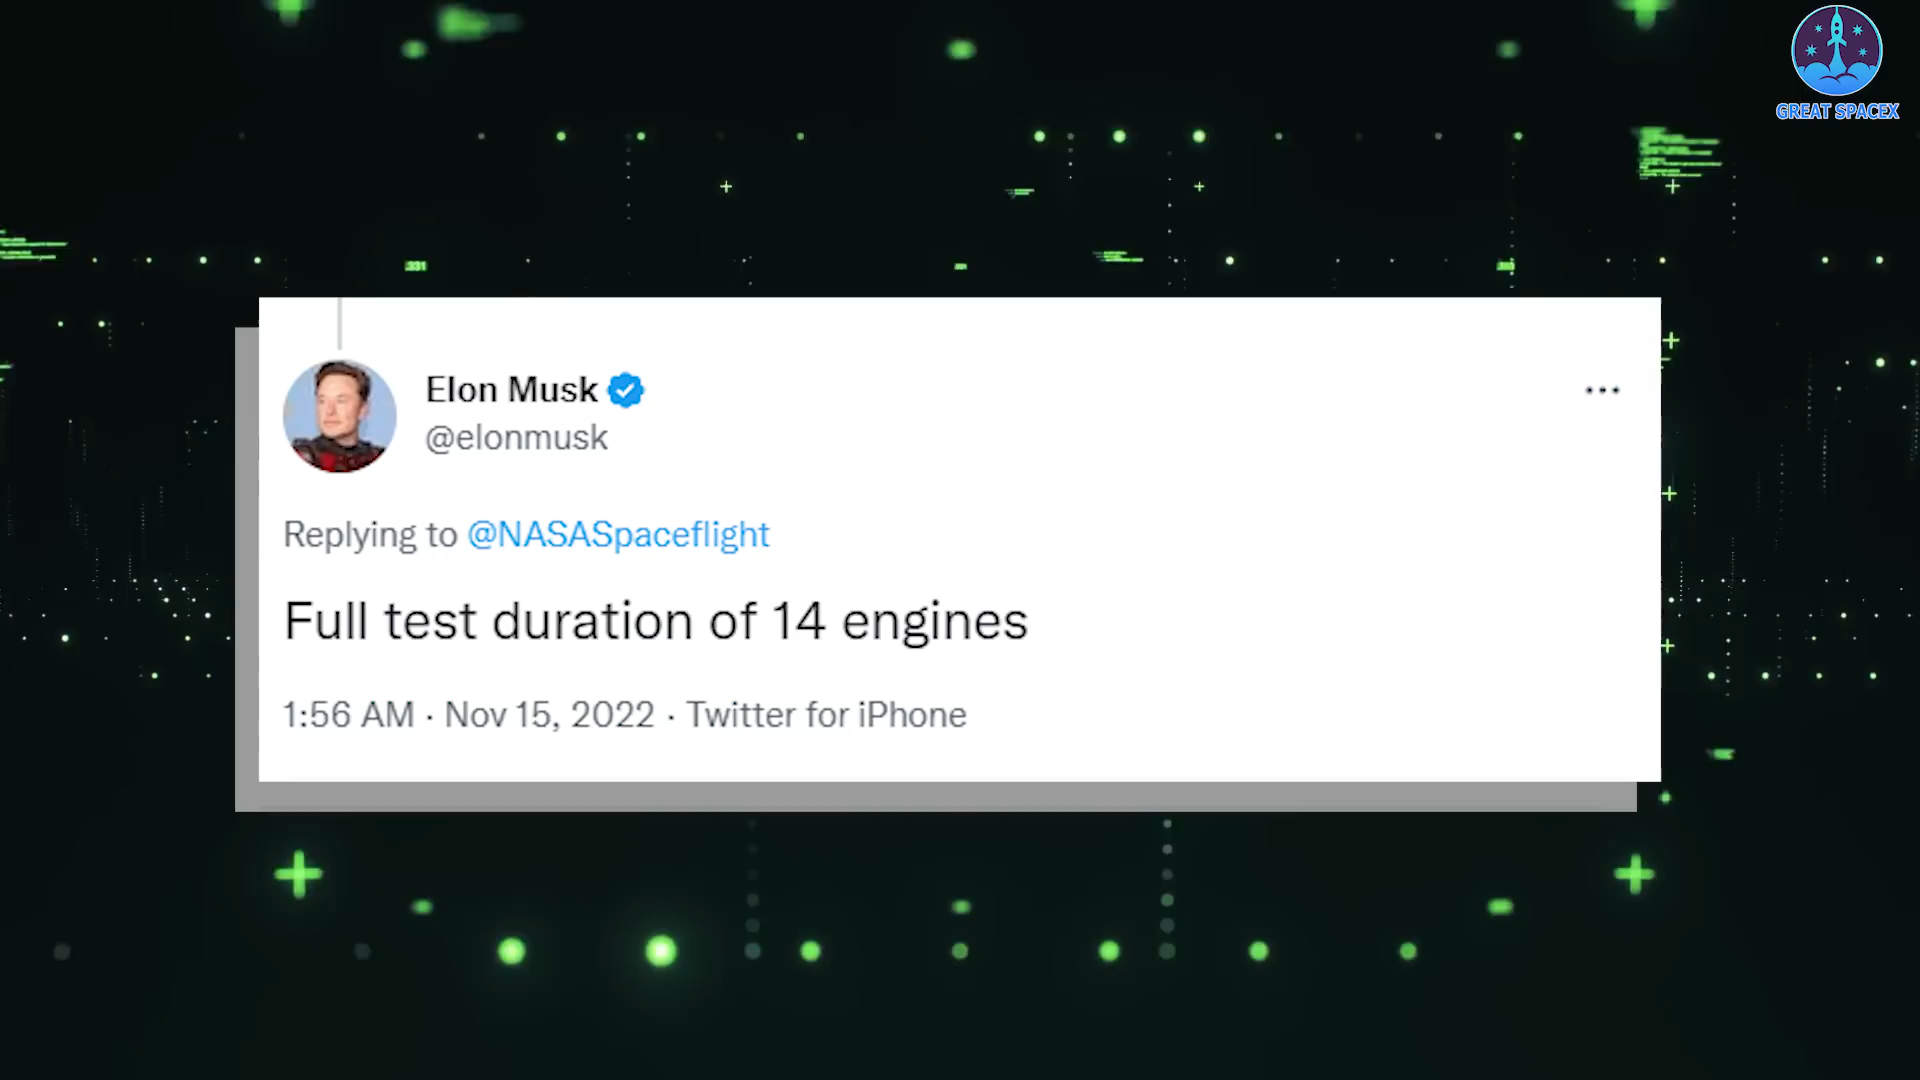 GREAT SPACEX
Elon Musk
@elonmusk
Replying to @NASASpaceflight
Full test duration of 14 engines
1:56 AM · Nov 15, 2022 · Twitter for iPhone